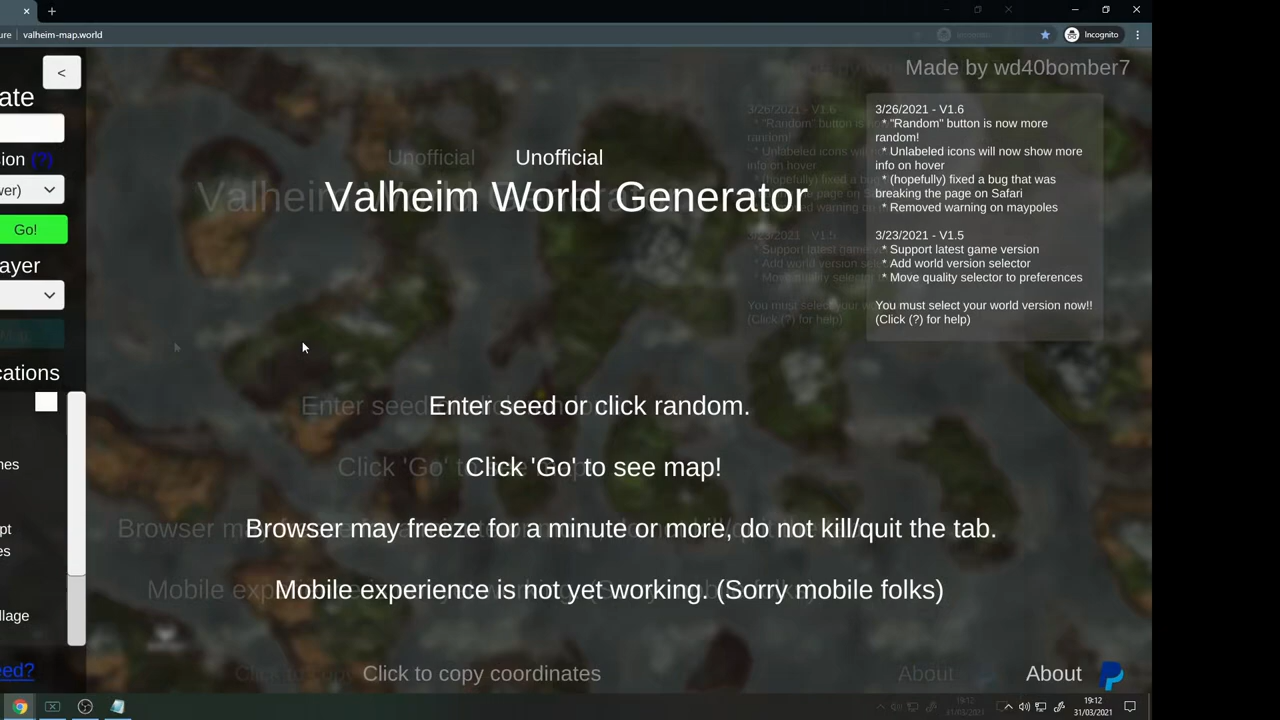 ure | valheim-map.world
Incognito
<
Made by wd40bomber7
ate
sion (?)
wer)
Go!
ayer
cations
nes
pt
es
llage
eed?
Unofficial
Valheim World Generator
3/26/2021 - V1.6
* "Random" button is now more
random!
* Unlabeled icons will now show more
info on hover
* (hopefully) fixed a bug that was
breaking the page on Safari
* Removed warning on maypoles
3/23/2021 - V1.5
* Support latest game version
* Add world version selector
* Move quality selector to preferences
You must select your world version now!!
(Click (?) for help)
Enter seed or click random.
Click 'Go' to see map!
Browser may freeze for a minute or more, do not kill/quit the tab.
Mobile experience is not yet working. (Sorry mobile folks)
Click to copy coordinates
About
19:12
31/03/2021